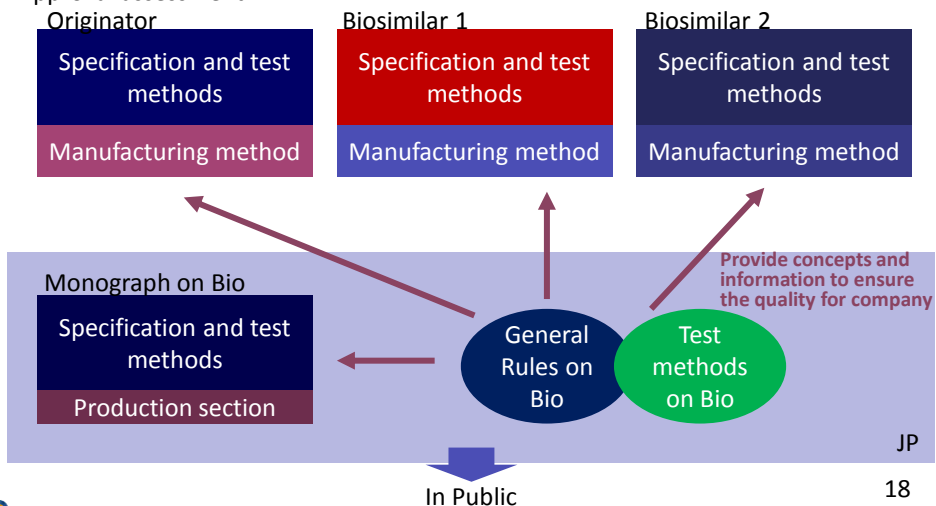 Originator
Biosimilar 1
Biosimilar 2
Specification and test
methods
Manufacturing method
Specification and test
methods
Manufacturing method
Specification and test
methods
Manufacturing method
Provide concepts and
information to ensure
the quality for company
Monograph on Bio
Specification and test
methods
Production section
General
Rules on
Bio
Test
methods
on Bio
JP
In Public
18